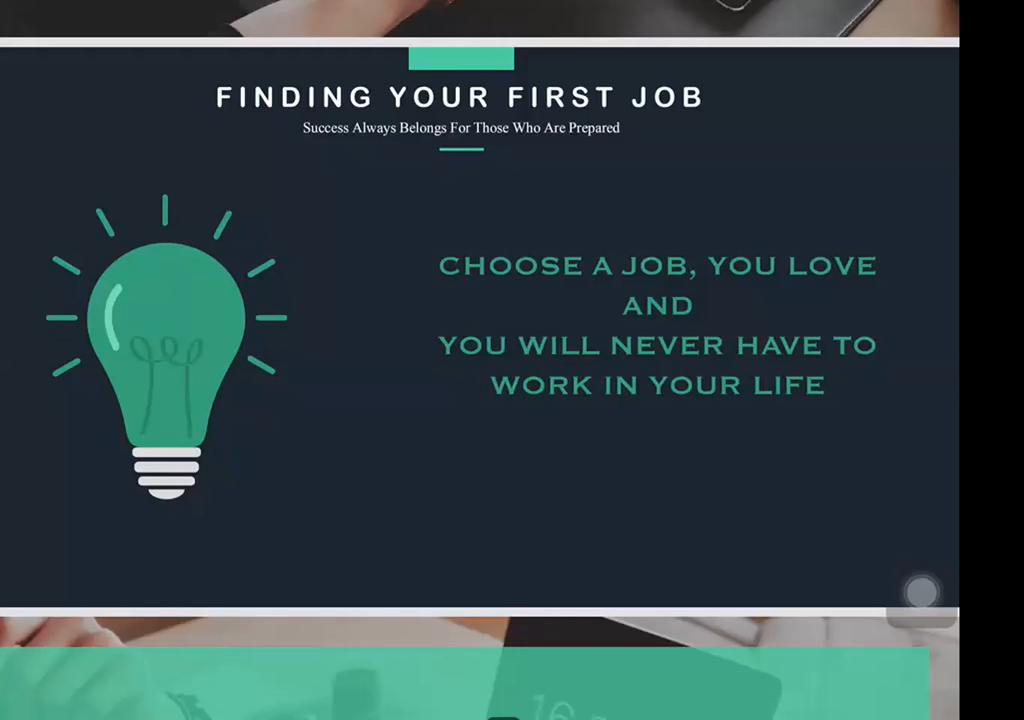 FINDING YOUR FIRST JOB
Success Always Belongs For Those Who Are Prepared
CHOOSE A JOB, YOU LOVE
AND
YOU WILL NEVER HAVE TO
WORK IN YOUR LIFE